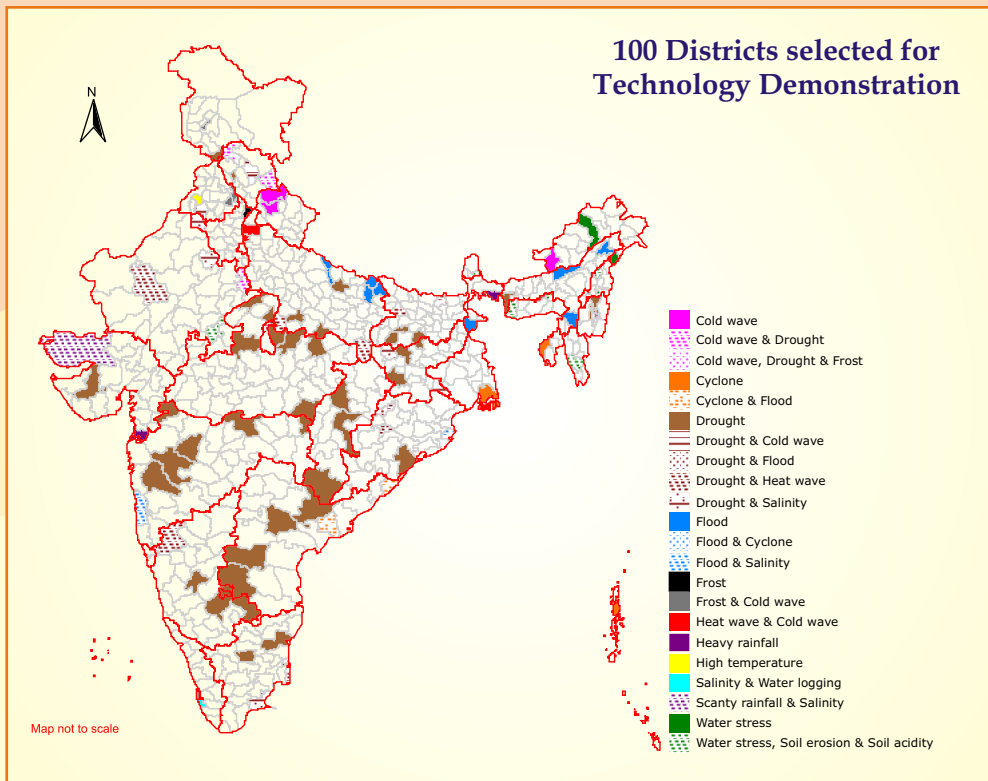 100 Districts selected for
Technology Demonstration
N
Cold wave
Cold wave & Drought
Cold wave, Drought & Frost
Cyclone
Cyclone & Flood
Drought
Drought & Cold wave
Drought & Flood
Drought & Heat wave
Drought & Salinity
Flood
Flood & Cyclone
Flood & Salinity
Frost
Frost & Cold wave
Heat wave & Cold wave
Heavy rainfall
High temperature
Salinity & Water logging
Scanty rainfall & Salinity
Water stress
Water stress, Soil erosion & Soil acidity
Map not to scale